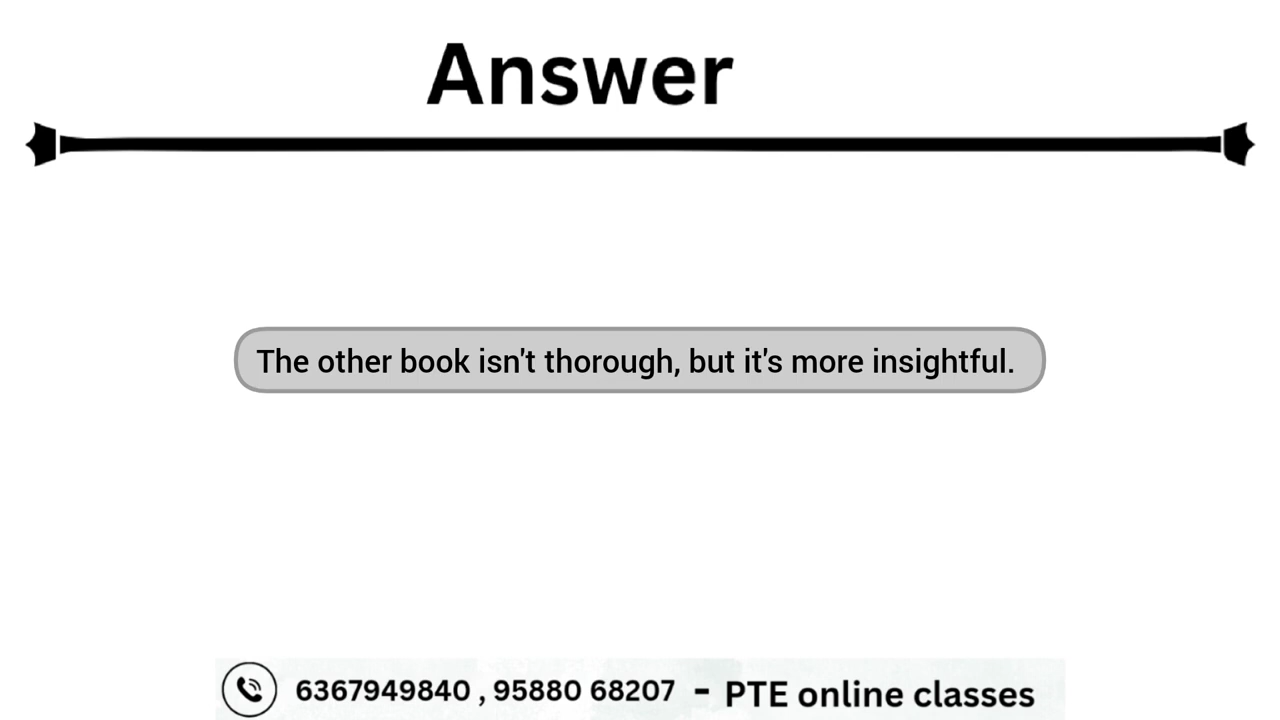 Answer
The other book isn't thorough, but it's more insightful.
6367949840 , 95880 68207 - PTE online classes